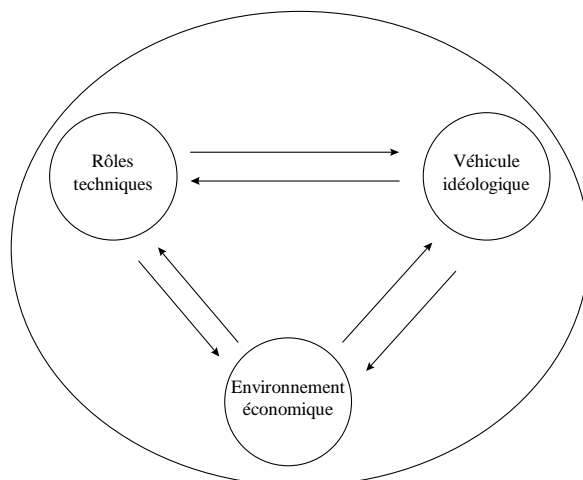 Rôles
techniques
Véhicule
idéologique
Environnement
économique